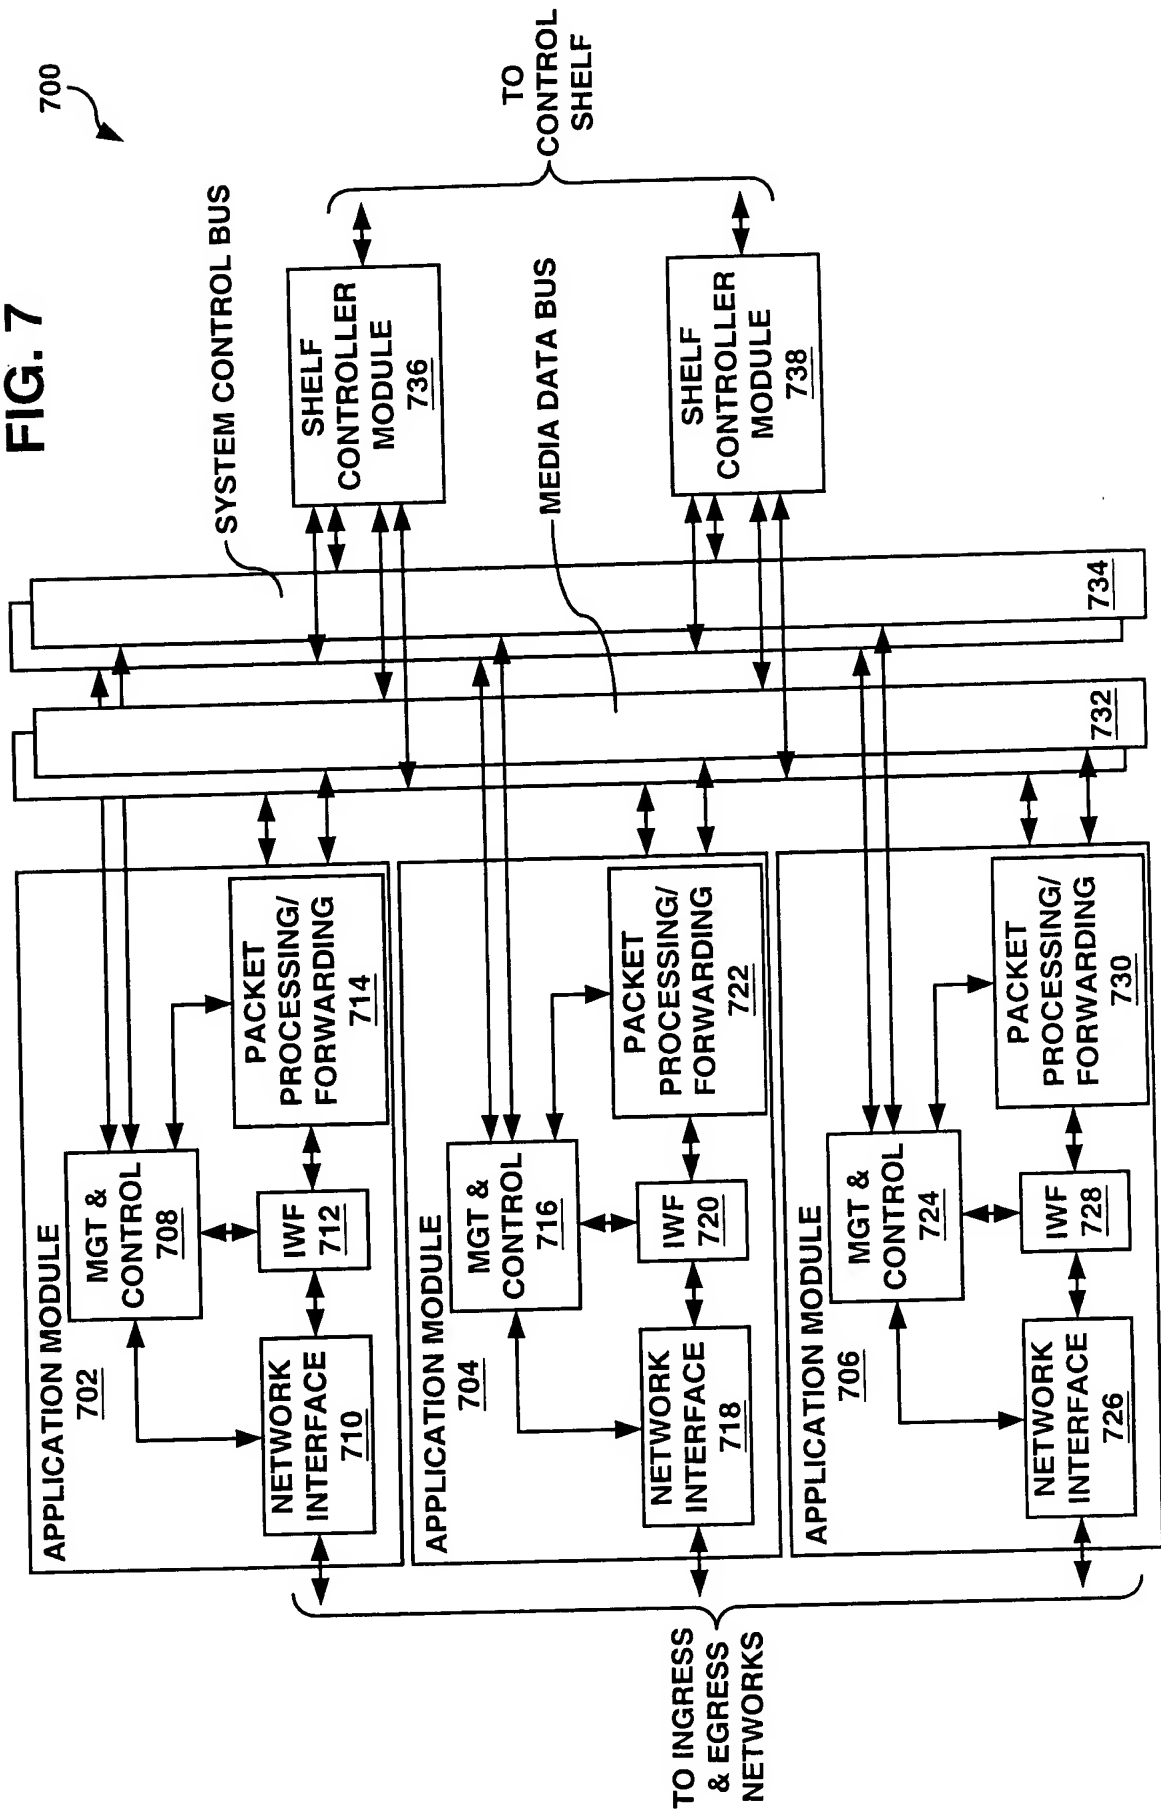 FIG. 7
700
SYSTEM CONTROL BUS
MEDIA DATA BUS
TO
CONTROL
SHELF
SHELF
CONTROLLER
MODULE
736
SHELF
CONTROLLER
MODULE
738
734
732
APPLICATION MODULE
702
MGT &
CONTROL
708
NETWORK
INTERFACE
710
IWF
712
PACKET
PROCESSING/
FORWARDING
714
APPLICATION MODULE
704
MGT &
CONTROL
716
NETWORK
INTERFACE
718
IWF
720
PACKET
PROCESSING/
FORWARDING
722
APPLICATION MODULE
706
MGT &
CONTROL
724
NETWORK
INTERFACE
726
IWF
728
PACKET
PROCESSING/
FORWARDING
730
TO INGRESS
& EGRESS
NETWORKS